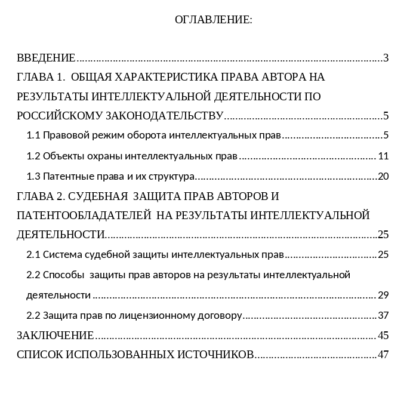 ОГЛАВЛЕНИЕ:
ВВЕДЕНИЕ.....3
ГЛАВА 1.  ОБЩАЯ ХАРАКТЕРИСТИКА ПРАВА АВТОРА НА
РЕЗУЛЬТАТЫ ИНТЕЛЛЕКТУАЛЬНОЙ ДЕЯТЕЛЬНОСТИ ПО
РОССИЙСКОМУ ЗАКОНОДАТЕЛЬСТВУ.....5
1.1 Правовой режим оборота интеллектуальных прав.....5
1.2 Объекты охраны интеллектуальных прав.....11
1.3 Патентные права и их структура.....20
ГЛАВА 2. СУДЕБНАЯ  ЗАЩИТА ПРАВ АВТОРОВ И
ПАТЕНТООБЛАДАТЕЛЕЙ  НА РЕЗУЛЬТАТЫ ИНТЕЛЛЕКТУАЛЬНОЙ
ДЕЯТЕЛЬНОСТИ.....25
2.1 Система судебной защиты интеллектуальных прав.....25
2.2 Способы  защиты прав авторов на результаты интеллектуальной
деятельности.....29
2.2 Защита прав по лицензионному договору.....37
ЗАКЛЮЧЕНИЕ.....45
СПИСОК ИСПОЛЬЗОВАННЫХ ИСТОЧНИКОВ.....47